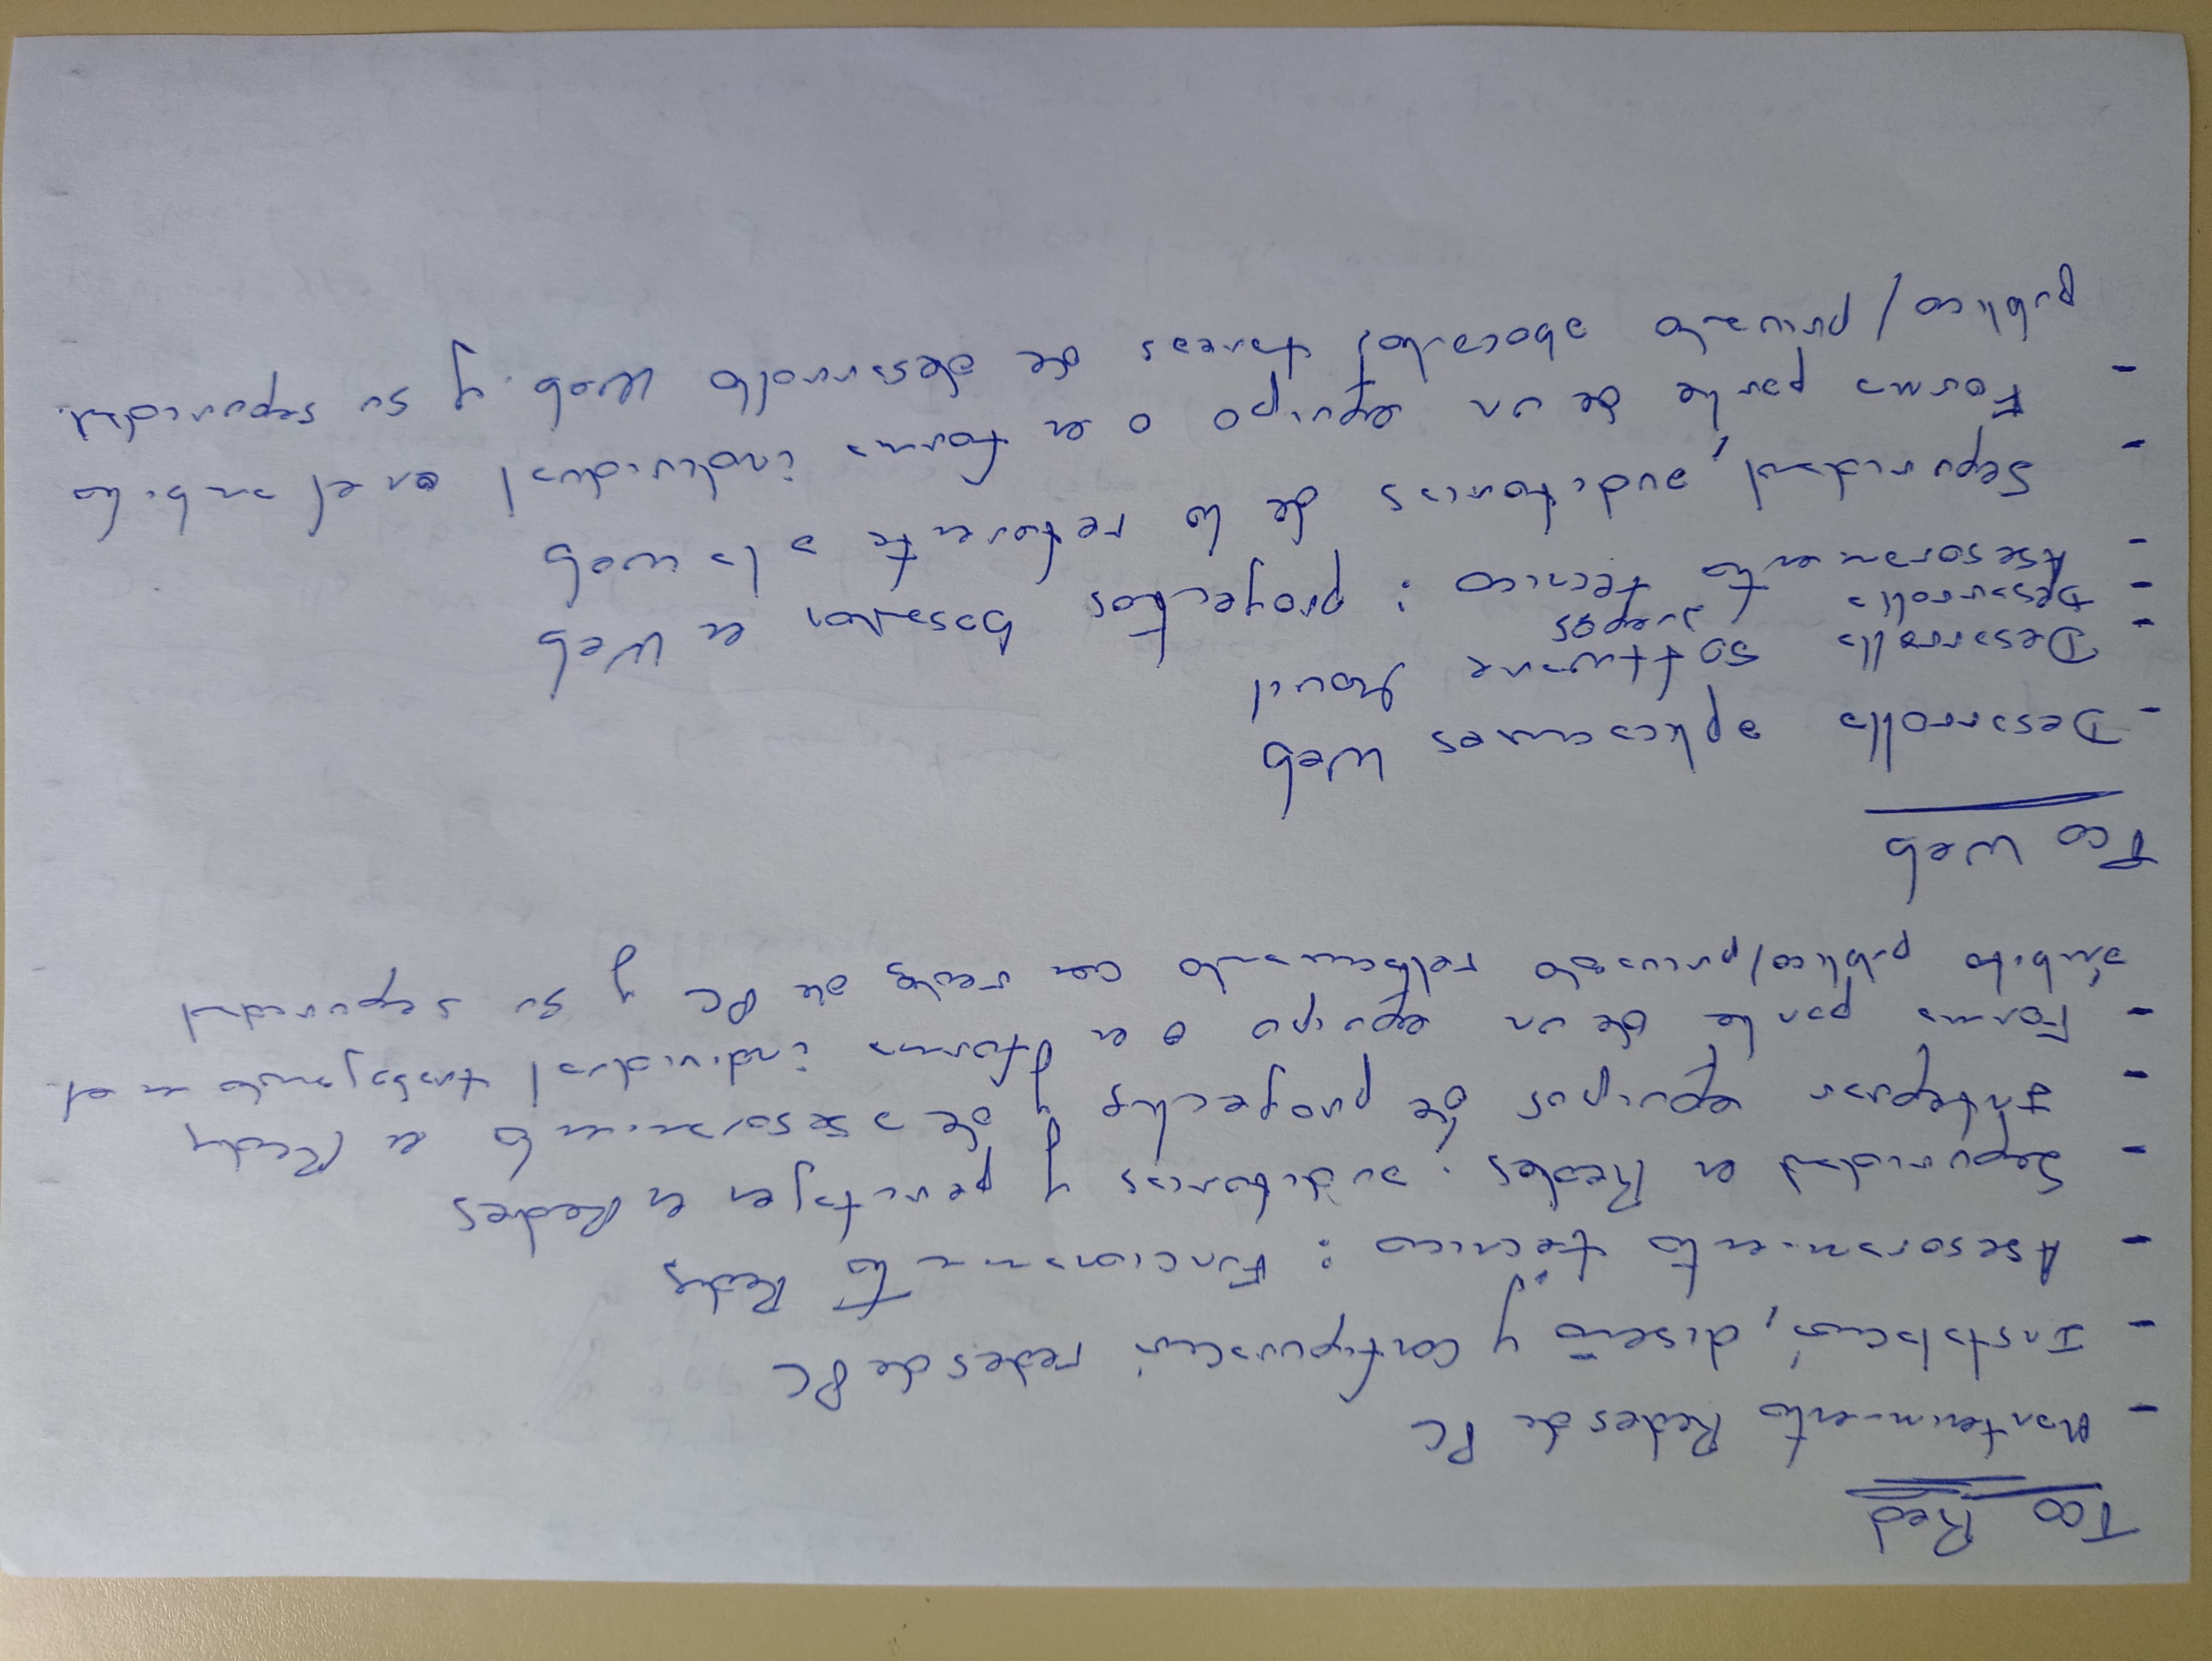 Tco Red
- Mantenimiento Redes de PC
- Instalación, diseño y configuración redes de PC
- Asesoramiento técnico : Funcionamiento Redes
- Seguridad en Redes, auditorias y peritajes en Redes
- Integrar equipos de proyectos y de asesoramiento en Redes
- Forma parte de un equipo o en forma individual trabajando en el
ámbito publico/privado relacionado con redes de PC y su seguridad
Tco Web
- Desarrollo aplicaciones Web
- Desarrollo software Movil
- Desarrollo Juegos
- Asesoramiento técnico : proyectos basados en Web
- Seguridad, auditorias de lo referente a la web
- Forma parte de un equipo o en forma individual en el ambito
publico/privado abocado tareas de desarrollo Web y su seguridad.